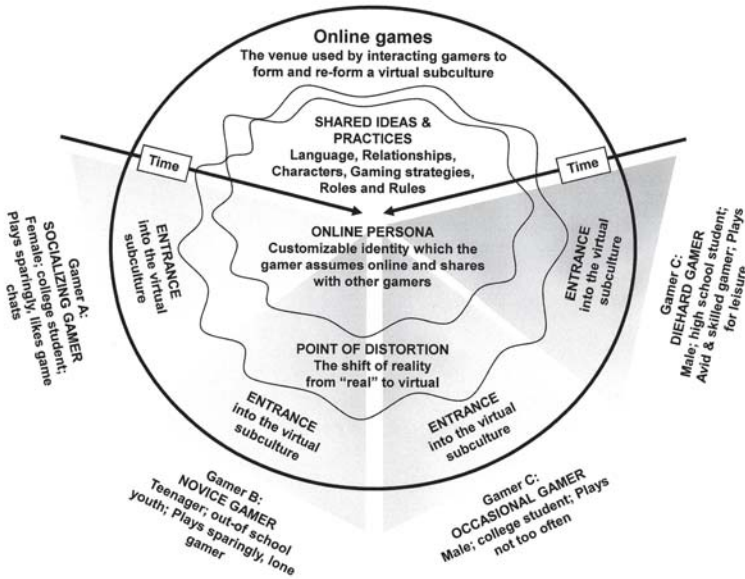 Online games
The venue used by interacting gamers to
form and re-form a virtual subculture
SHARED IDEAS &
PRACTICES
Language, Relationships,
Characters, Gaming strategies,
Roles and Rules
Time
Time
ONLINE PERSONA
Customizable identity which the
gamer assumes online and shares
with other gamers
POINT OF DISTORTION
The shift of reality
from “real” to virtual
ENTRANCE
into the virtual
subculture
ENTRANCE
into the virtual
subculture
ENTRANCE
into the virtual
subculture
ENTRANCE
into the virtual
subculture
Gamer A:
SOCIALIZING GAMER
Female; college student;
Plays sparingly, likes game
chats
Gamer B:
NOVICE GAMER
Teenager; out-of school
youth; Plays sparingly, lone
gamer
Gamer C:
OCCASIONAL GAMER
Male; college student; Plays
not too often
Gamer C:
DIEHARD GAMER
Male; high school student;
Avid & skilled gamer; Plays
for leisure